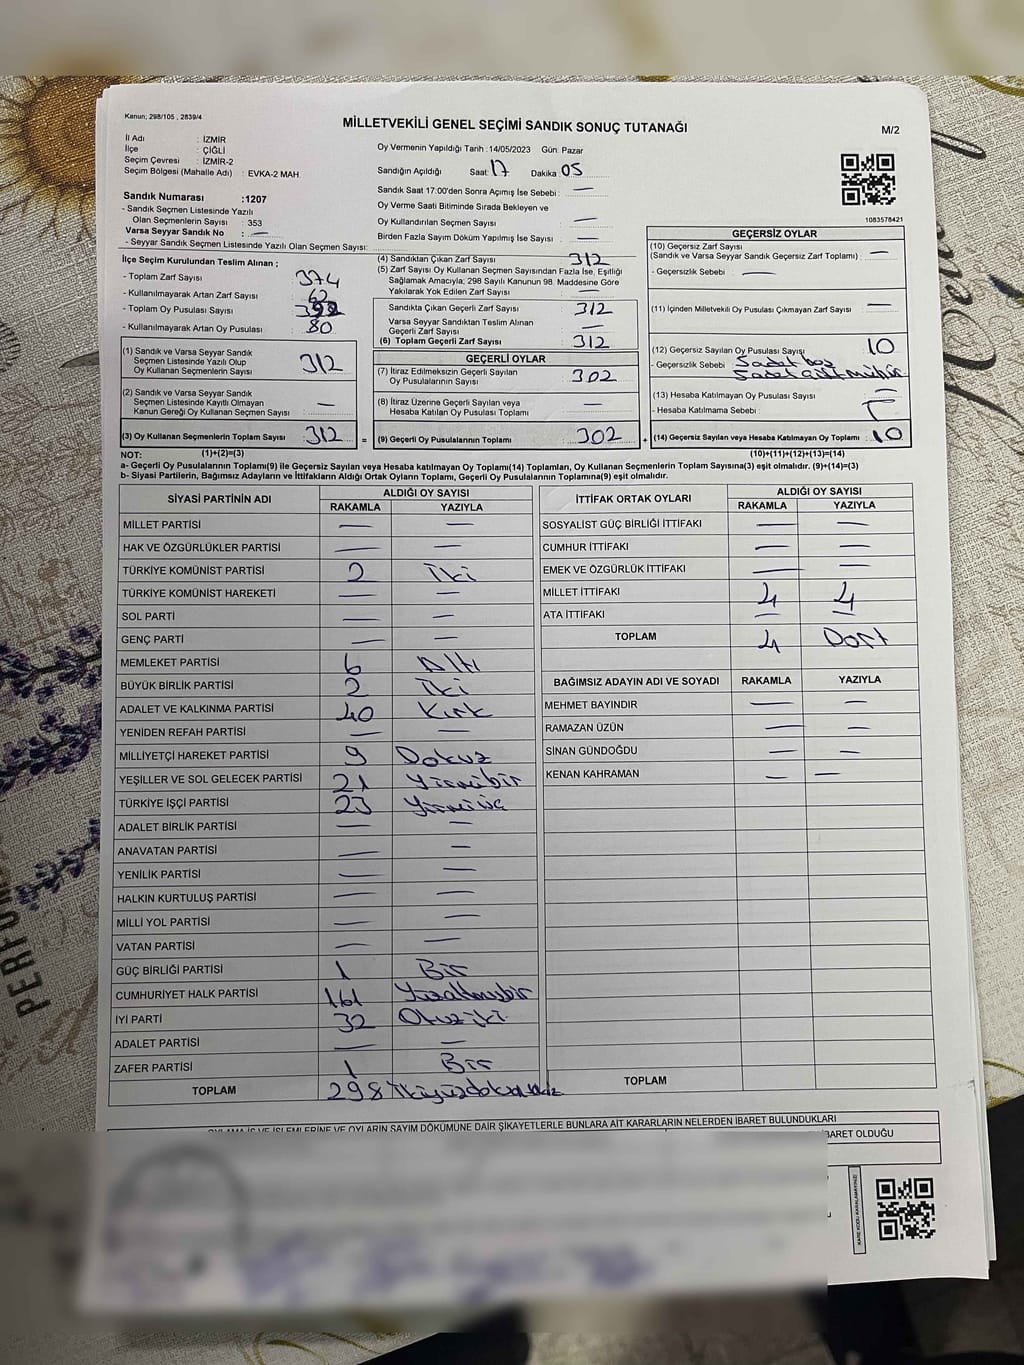 Kanun; 298/105 , 2839/4
MİLLETVEKİLİ GENEL SEÇİMİ SANDIK SONUÇ TUTANAĞI
M/2
İl Adı : İZMİR
İlçe : ÇİĞLİ
Seçim Çevresi : İZMİR-2
Seçim Bölgesi (Mahalle Adı) : EVKA-2 MAH.
Sandık Numarası :1207
- Sandık Seçmen Listesinde Yazılı
Olan Seçmenlerin Sayısı : 353
Varsa Seyyar Sandık No : —
- Seyyar Sandık Seçmen Listesinde Yazılı Olan Seçmen Sayısı:
Oy Vermenin Yapıldığı Tarih :14/05/2023 Gün: Pazar
Sandığın Açıldığı Saat: 17 Dakika: 05
Sandık Saat 17:00'den Sonra Açımış İse Sebebi : —
Oy Verme Saati Bitiminde Sırada Bekleyen ve
Oy Kullandırılan Seçmen Sayısı : —
Birden Fazla Sayım Döküm Yapılmış İse Sayısı : —
1083578421
İlçe Seçim Kurulundan Teslim Alınan ;
- Toplam Zarf Sayısı : 374
- Kullanılmayarak Artan Zarf Sayısı : 62
- Toplam Oy Pusulası Sayısı :
- Kullanılmayarak Artan Oy Pusulası : 80
(1) Sandık ve Varsa Seyyar Sandık
Seçmen Listesinde Yazılı Olup
Oy Kullanan Seçmenlerin Sayısı : 312
(2) Sandık ve Varsa Seyyar Sandık
Seçmen Listesinde Kayıtlı Olmayan
Kanun Gereği Oy Kullanan Seçmen Sayısı : —
(3) Oy Kullanan Seçmenlerin Toplam Sayısı : 312 =
(4) Sandıktan Çıkan Zarf Sayısı : 312
(5) Zarf Sayısı Oy Kullanan Seçmen Sayısından Fazla İse, Eşitliği
Sağlamak Amacıyla; 298 Sayılı Kanunun 98. Maddesine Göre
Yakılarak Yok Edilen Zarf Sayısı : —
Sandıkta Çıkan Geçerli Zarf Sayısı : 312
Varsa Seyyar Sandıktan Teslim Alınan
Geçerli Zarf Sayısı : —
(6) Toplam Geçerli Zarf Sayısı : 312
GEÇERLİ OYLAR
(7) İtiraz Edilmeksizin Geçerli Sayılan
Oy Pusulalarının Sayısı : 302
(8) İtiraz Üzerine Geçerli Sayılan veya
Hesaba Katılan Oy Pusulası Toplamı : —
(9) Geçerli Oy Pusulalarının Toplamı : 302 +
GEÇERSİZ OYLAR
(10) Geçersiz Zarf Sayısı
(Sandık ve Varsa Seyyar Sandık Geçersiz Zarf Toplamı) : —
- Geçersizlik Sebebi : —
(11) İçinden Milletvekili Oy Pusulası Çıkmayan Zarf Sayısı : —
(12) Geçersiz Sayılan Oy Pusulası Sayısı : 10
- Geçersizlik Sebebi :
(13) Hesaba Katılmayan Oy Pusulası Sayısı : —
- Hesaba Katılmama Sebebi :
(14) Geçersiz Sayılan veya Hesaba Katılmayan Oy Toplamı : 10
NOT: (1)+(2)=(3) (10)+(11)+(12)+(13)=(14)
a- Geçerli Oy Pusulalarının Toplamı(9) ile Geçersiz Sayılan veya Hesaba katılmayan Oy Toplamı(14) Toplamları, Oy Kullanan Seçmenlerin Toplam Sayısına(3) eşit olmalıdır. (9)+(14)=(3)
b- Siyasi Partilerin, Bağımsız Adayların ve İttifakların Aldığı Ortak Oyların Toplamı, Geçerli Oy Pusulalarının Toplamına(9) eşit olmalıdır.
SİYASİ PARTİNİN ADI ALDIĞI OY SAYISI
RAKAMLA YAZIYLA
MİLLET PARTİSİ — —
HAK VE ÖZGÜRLÜKLER PARTİSİ — —
TÜRKİYE KOMÜNİST PARTİSİ 2 İki
TÜRKİYE KOMÜNİST HAREKETİ — —
SOL PARTİ — —
GENÇ PARTİ — —
MEMLEKET PARTİSİ 6 Altı
BÜYÜK BİRLİK PARTİSİ 2 İki
ADALET VE KALKINMA PARTİSİ 40 Kırk
YENİDEN REFAH PARTİSİ — —
MİLLİYETÇİ HAREKET PARTİSİ 9 Dokuz
YEŞİLLER VE SOL GELECEK PARTİSİ 21 Yirmibir
TÜRKİYE İŞÇİ PARTİSİ 23 Yirmiüç
ADALET BİRLİK PARTİSİ — —
ANAVATAN PARTİSİ — —
YENİLİK PARTİSİ — —
HALKIN KURTULUŞ PARTİSİ — —
MİLLİ YOL PARTİSİ — —
VATAN PARTİSİ — —
GÜÇ BİRLİĞİ PARTİSİ 1 Bir
CUMHURİYET HALK PARTİSİ 161 Yüzaltmışbir
İYİ PARTİ 32 Otuziki
ADALET PARTİSİ — —
ZAFER PARTİSİ 1 Bir
TOPLAM 298 İkiyüzdoksansekiz
İTTİFAK ORTAK OYLARI ALDIĞI OY SAYISI
RAKAMLA YAZIYLA
SOSYALİST GÜÇ BİRLİĞİ İTTİFAKI — —
CUMHUR İTTİFAKI — —
EMEK VE ÖZGÜRLÜK İTTİFAKI — —
MİLLET İTTİFAKI 4 4
ATA İTTİFAKI — —
TOPLAM 4 Dört
BAĞIMSIZ ADAYIN ADI VE SOYADI RAKAMLA YAZIYLA
MEHMET BAYINDIR — —
RAMAZAN ÜZÜN — —
SİNAN GÜNDOĞDU — —
KENAN KAHRAMAN — —
TOPLAM
OYLAMA İŞ VE İŞLEMLERİNE VE OYLARIN SAYIM DÖKÜMÜNE DAİR ŞİKAYETLERLE BUNLARA AİT KARARLARIN NELERDEN İBARET BULUNDUKLARI
İBARET OLDUĞU
PERFUM